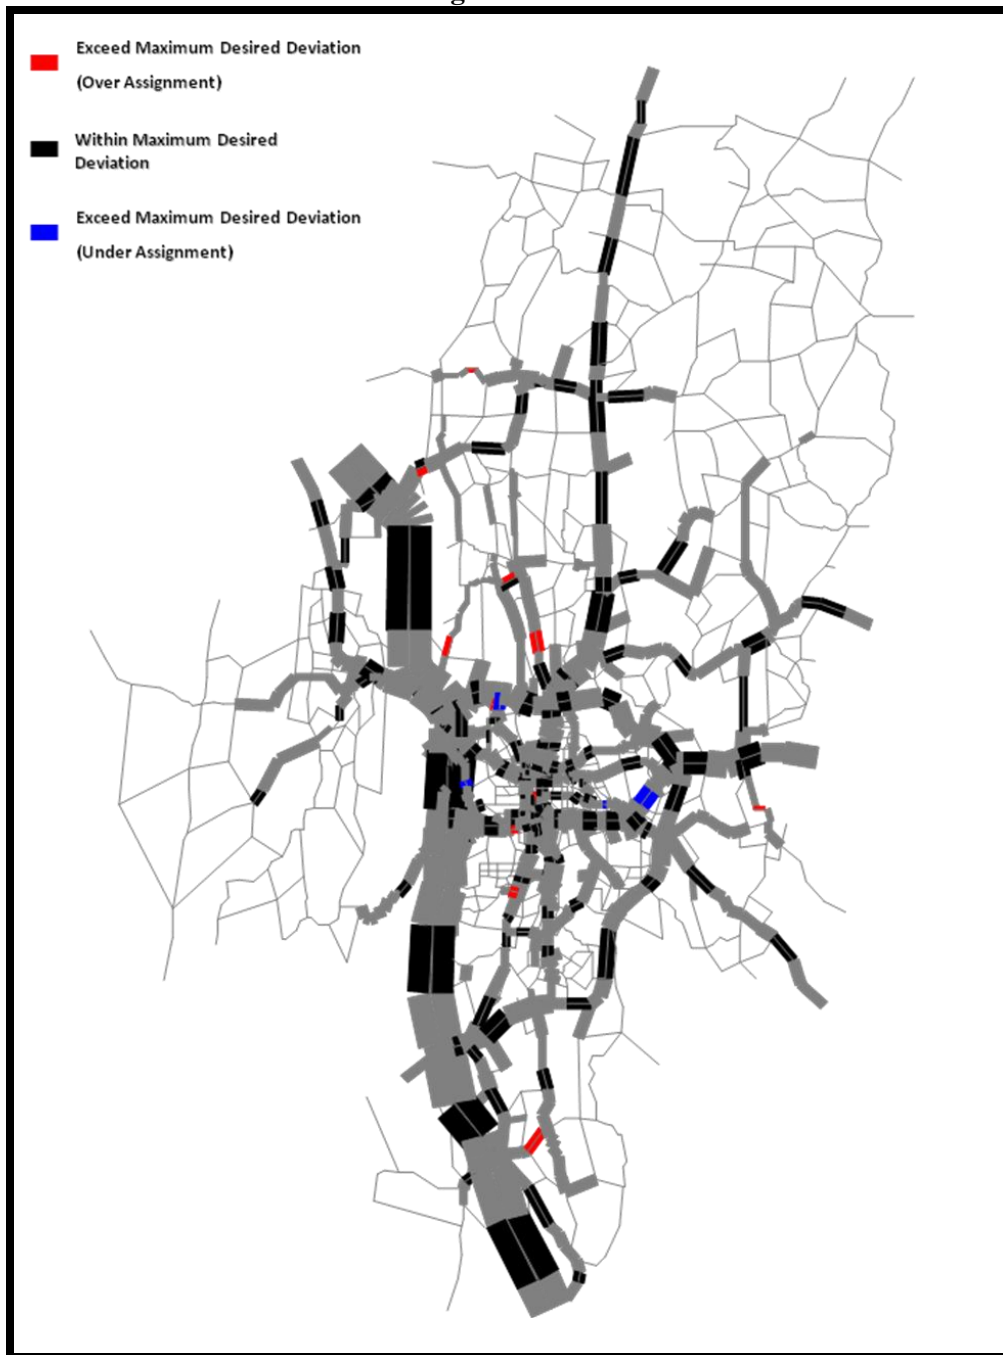 Exceed Maximum Desired Deviation
(Over Assignment)
Within Maximum Desired
Deviation
Exceed Maximum Desired Deviation
(Under Assignment)